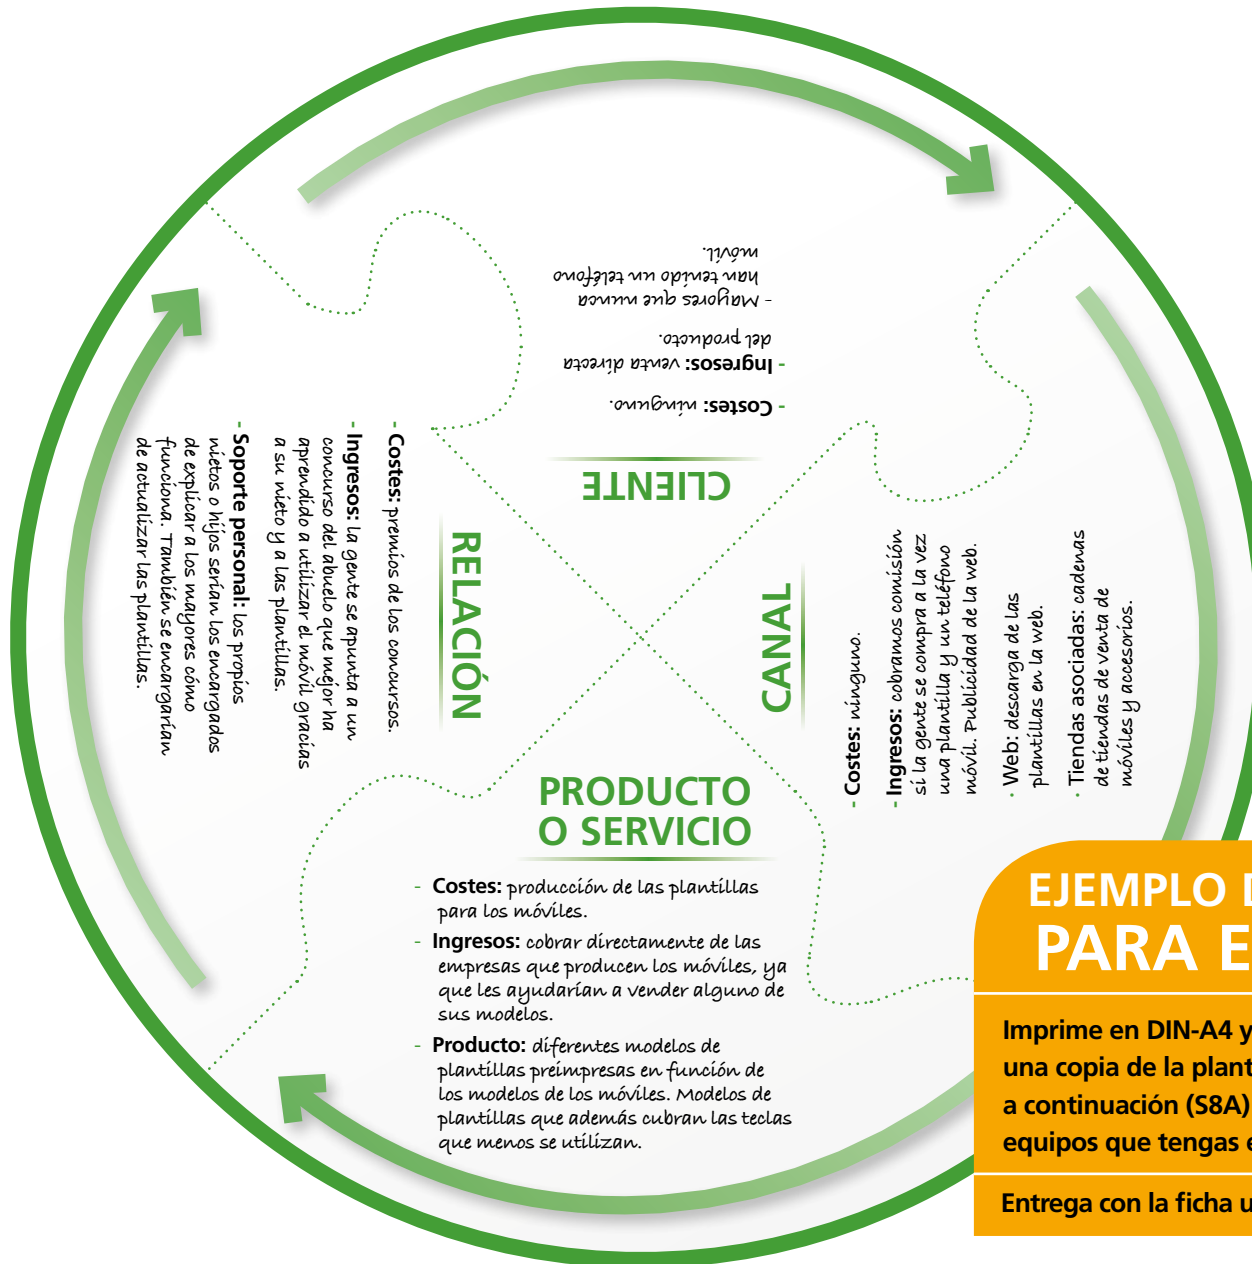 CLIENTE
- Costes: ninguno.
- Ingresos: venta directa
del producto.
- Mayores que nunca
han tenido un teléfono
móvil.
CANAL
- Costes: ninguno.
- Ingresos: cobramos comisión
si la gente se compra a la vez
una plantilla y un teléfono
móvil. Publicidad de la web.
· Web: descarga de las
plantillas en la web.
· Tiendas asociadas: cadenas
de tiendas de venta de
móviles y accesorios.
RELACIÓN
- Costes: premios de los concursos.
- Ingresos: la gente se apunta a un
concurso del abuelo que mejor ha
aprendido a utilizar el móvil gracias
a su nieto y a las plantillas.
- Soporte personal: los propios
nietos o hijos serían los encargados
de explicar a los mayores cómo
funciona. También se encargarían
de actualizar las plantillas.
PRODUCTO
O SERVICIO
- Costes: producción de las plantillas
para los móviles.
- Ingresos: cobrar directamente de las
empresas que producen los móviles, ya
que les ayudarían a vender alguno de
sus modelos.
- Producto: diferentes modelos de
plantillas preimpresas en función de
los modelos de los móviles. Modelos de
plantillas que además cubran las teclas
que menos se utilizan.
EJEMPLO
PARA E
Imprime en DIN-A4 y
una copia de la plant
a continuación (S8A)
equipos que tengas e
Entrega con la ficha u